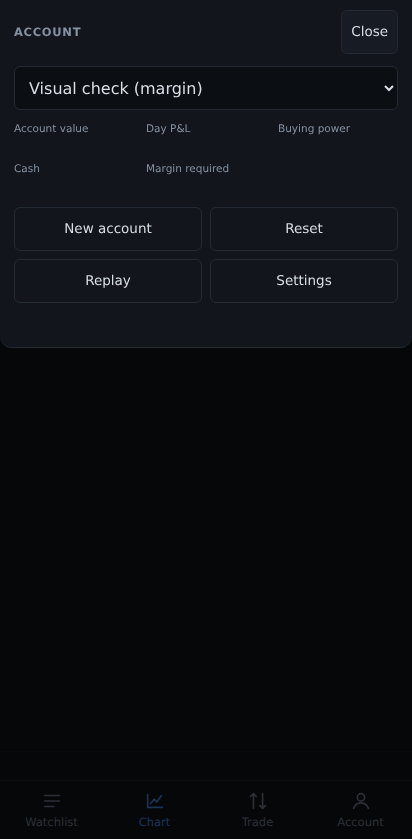 ACCOUNT Close
Visual check (margin)
Account value Day P&L Buying power
Cash Margin required
New account Reset
Replay Settings
Watchlist Chart Trade Account